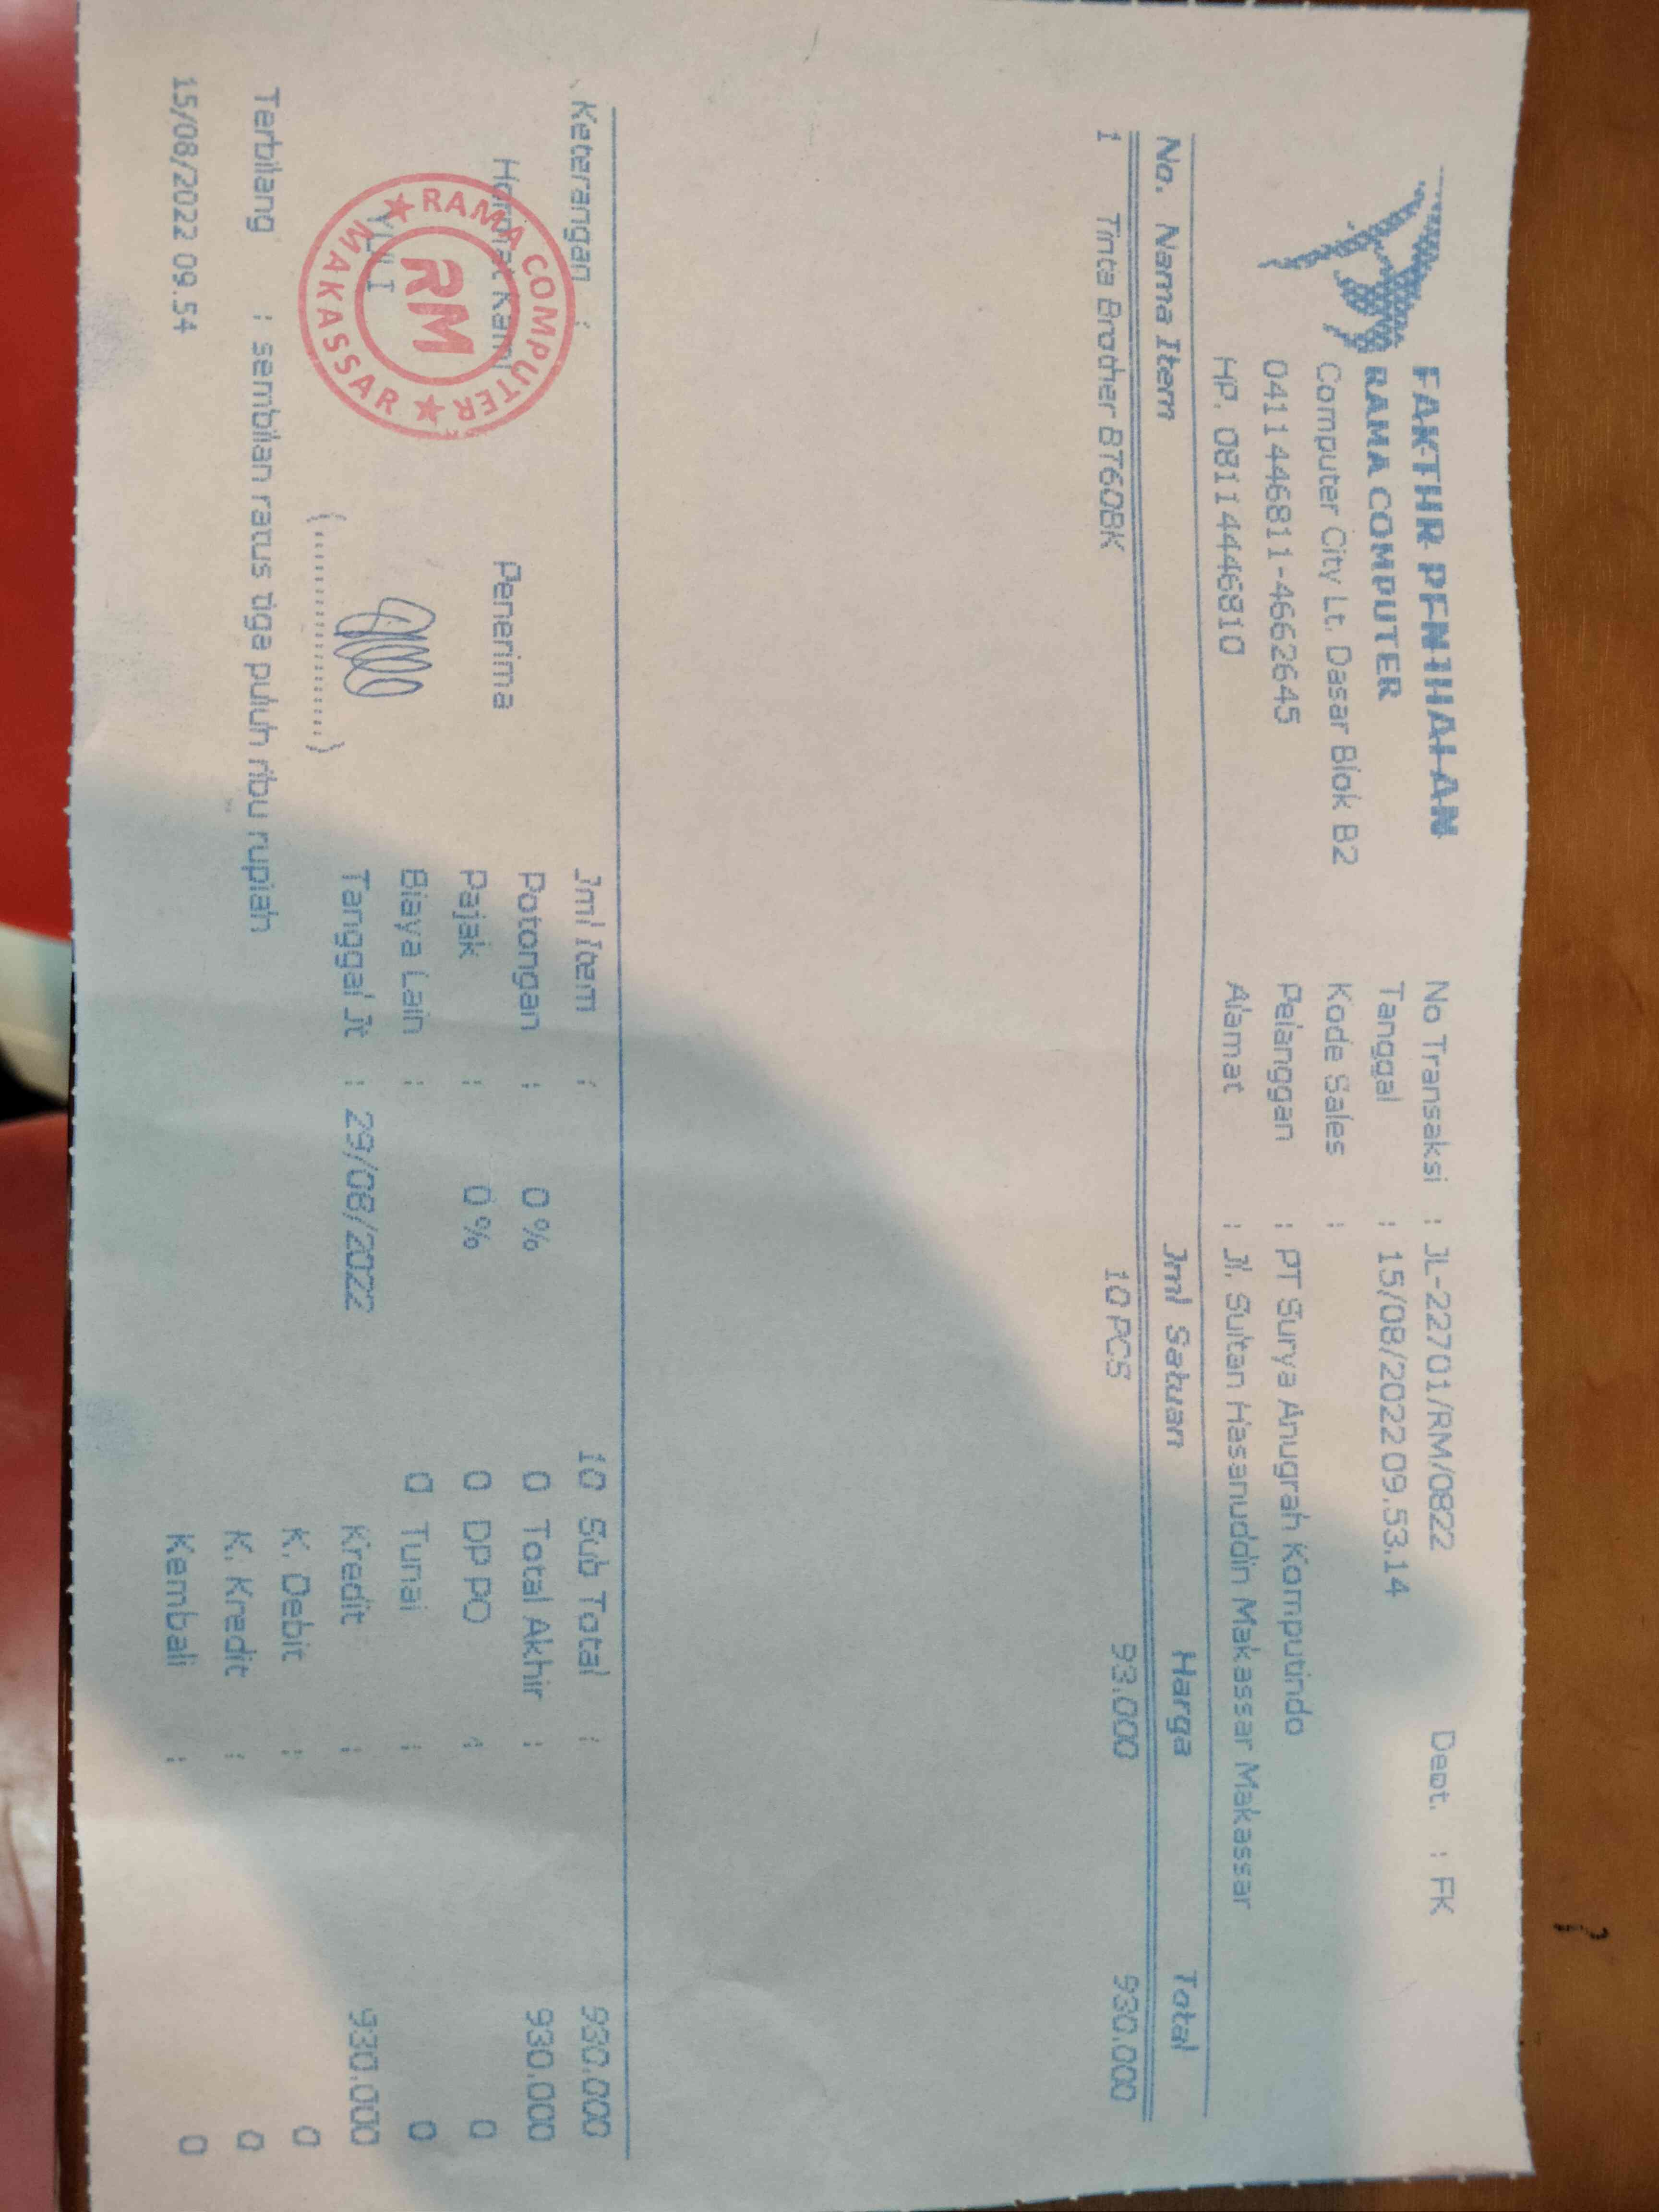 FAKTUR PENJUALAN
RAMA COMPUTER
Computer City Lt. Dasar Blok B2
0411 446811-4662645
HP. 08114446810
No Transaksi : JL-22701/RM/0822 Dept. : FK
Tanggal : 15/08/2022 09.53.14
Kode Sales :
Pelanggan : PT Surya Anugrah Komputindo
Alamat : Jl. Sultan Hasanuddin Makassar Makassar
No. Nama Item Jml Satuan Harga Total
1 Tinta Brother BT60BK 10 PCS 93.000 930.000
Keterangan : Jml Item : 10 Sub Total : 930.000
Hormat Kami Penerima Potongan : 0 % 0 Total Akhir : 930.000
Pajak : 0 % 0 DP PO : 0
Biaya Lain : 0 Tunai : 0
(................) Tanggal Jt : 29/08/2022 Kredit : 930.000
K. Debit : 0
Terbilang : sembilan ratus tiga puluh ribu rupiah K. Kredit : 0
15/08/2022 09.54 Kembali : 0
RAMA COMPUTER
RM
MAKASSAR